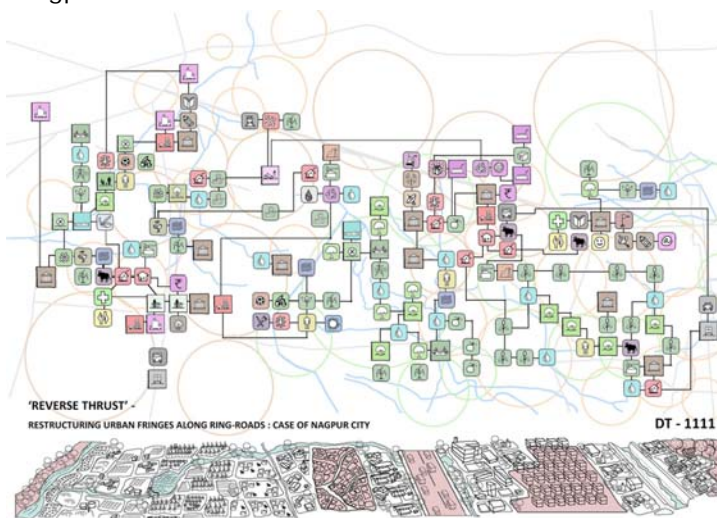 'REVERSE THRUST' -
RESTRUCTURING URBAN FRINGES ALONG RING-ROADS : CASE OF NAGPUR CITY
DT - 1111